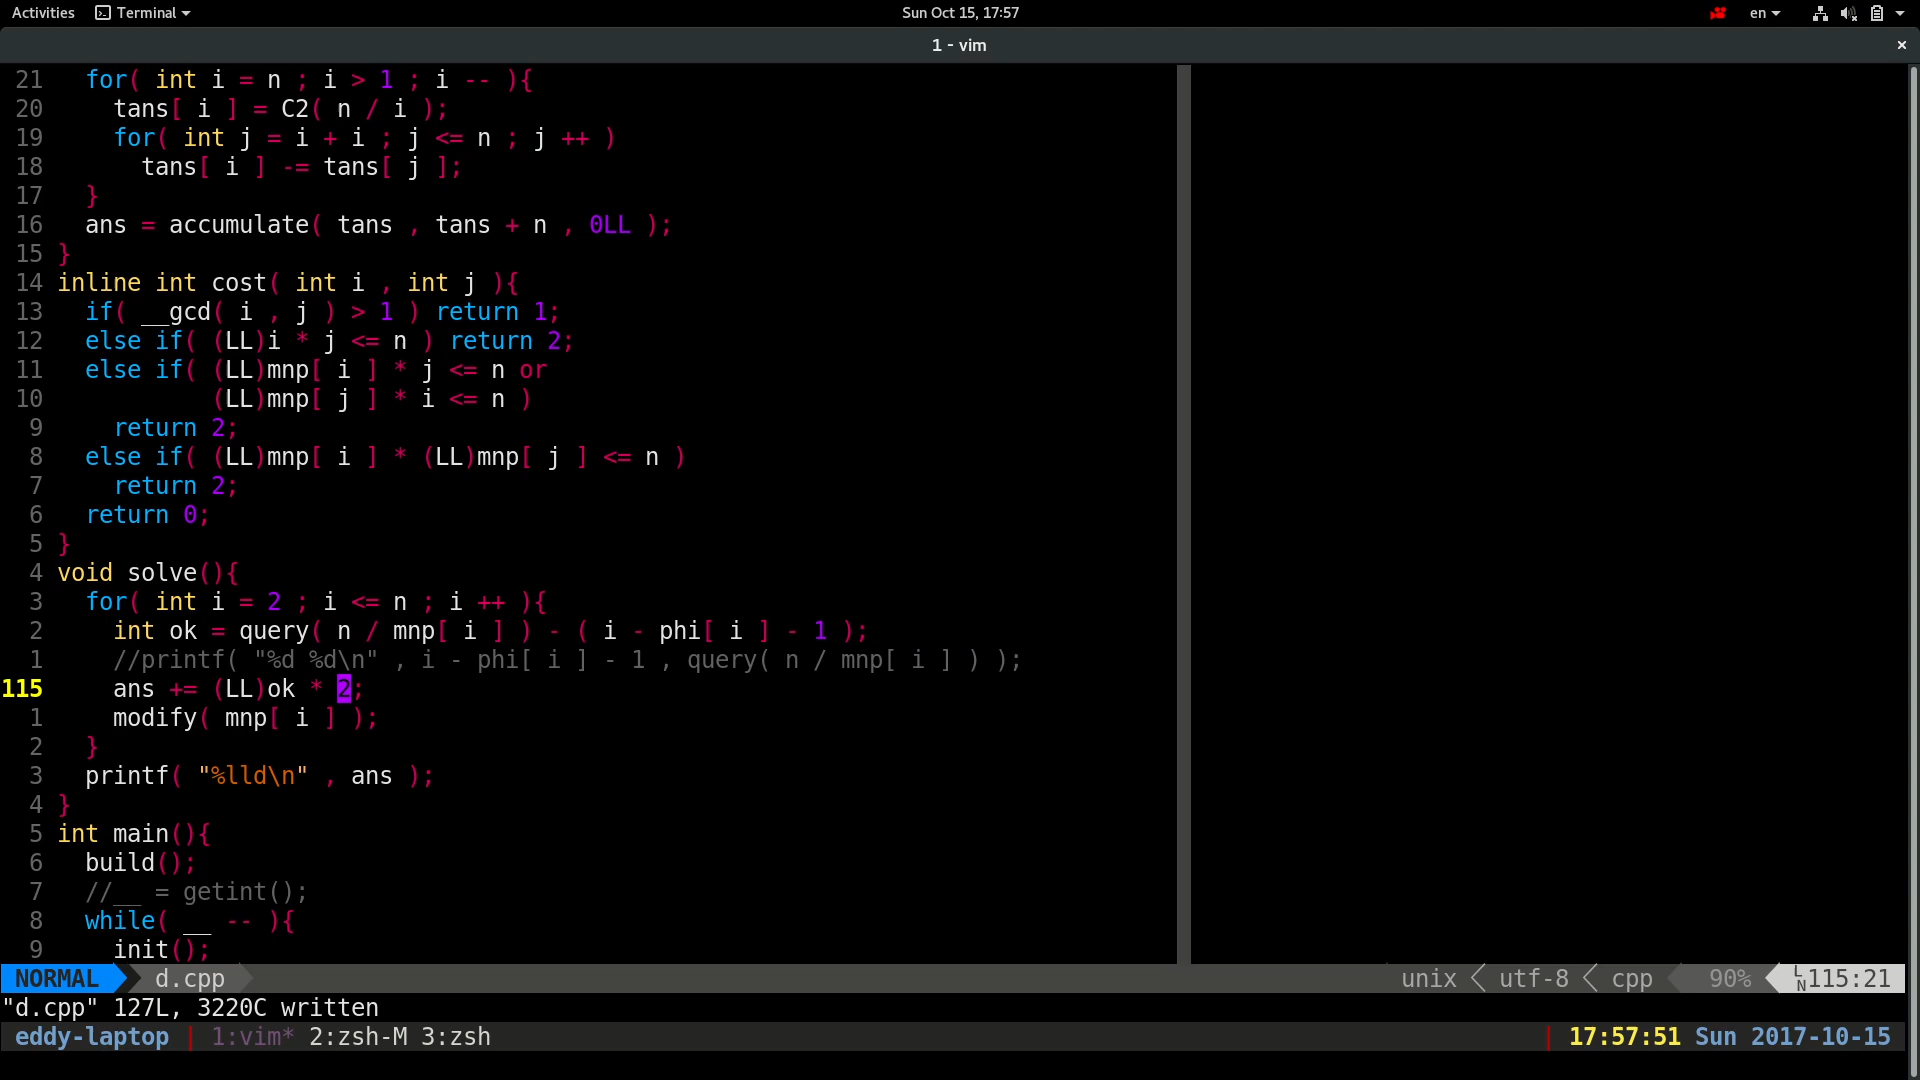 Activities Terminal Sun Oct 15, 17:57 en
1 - vim
21 for( int i = n ; i > 1 ; i -- ){
20 tans[ i ] = C2( n / i );
19 for( int j = i + i ; j <= n ; j ++ )
18 tans[ i ] -= tans[ j ];
17 }
16 ans = accumulate( tans , tans + n , 0LL );
15 }
14 inline int cost( int i , int j ){
13 if( __gcd( i , j ) > 1 ) return 1;
12 else if( (LL)i * j <= n ) return 2;
11 else if( (LL)mnp[ i ] * j <= n or
10 (LL)mnp[ j ] * i <= n )
9 return 2;
8 else if( (LL)mnp[ i ] * (LL)mnp[ j ] <= n )
7 return 2;
6 return 0;
5 }
4 void solve(){
3 for( int i = 2 ; i <= n ; i ++ ){
2 int ok = query( n / mnp[ i ] ) - ( i - phi[ i ] - 1 );
1 //printf( "%d %d\n" , i - phi[ i ] - 1 , query( n / mnp[ i ] ) );
115 ans += (LL)ok * 2;
1 modify( mnp[ i ] );
2 }
3 printf( "%lld\n" , ans );
4 }
5 int main(){
6 build();
7 //__ = getint();
8 while( __ -- ){
9 init();
NORMAL d.cpp unix utf-8 cpp 90% LN 115:21
"d.cpp" 127L, 3220C written
eddy-laptop 1:vim* 2:zsh-M 3:zsh 17:57:51 Sun 2017-10-15